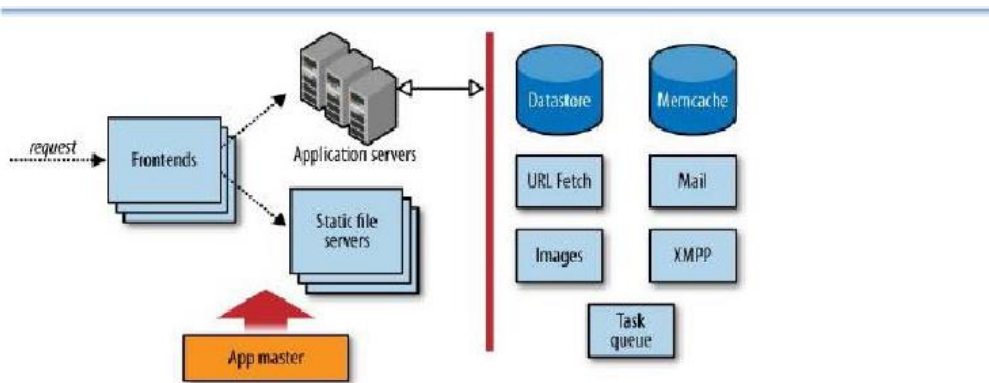 request
Frontends
Application servers
Static file
servers
App master
Datastore
Memcache
URL Fetch
Mail
Images
XMPP
Task
queue